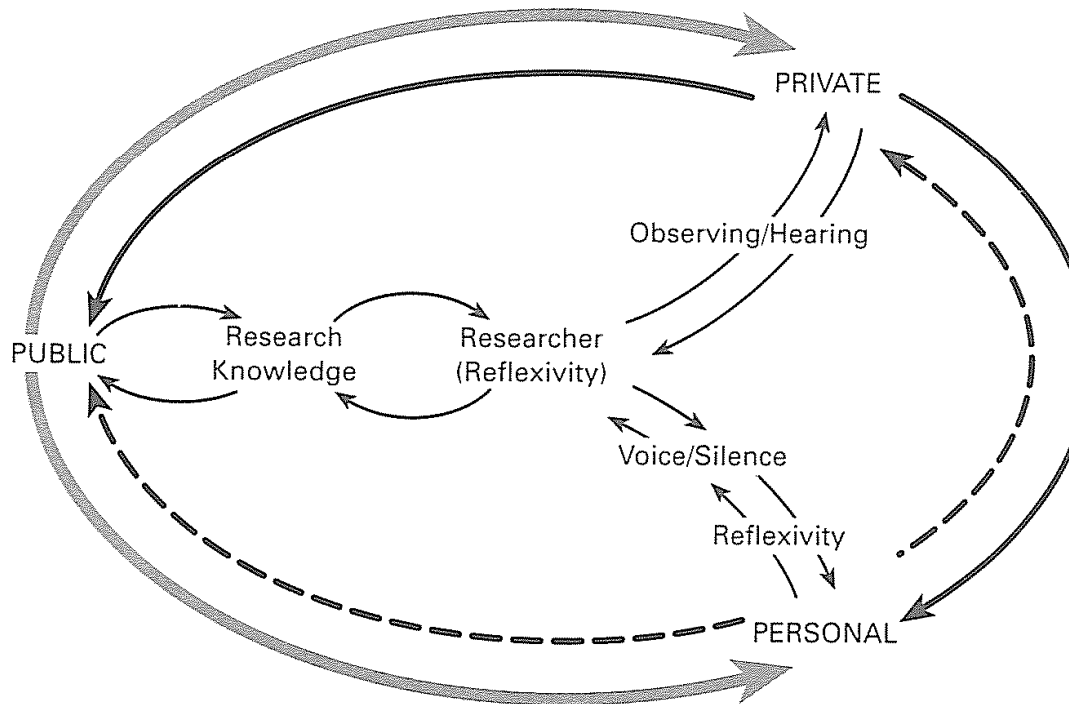 PRIVATE
Observing/Hearing
Research
Knowledge
Researcher
(Reflexivity)
PUBLIC
Voice/Silence
Reflexivity
PERSONAL